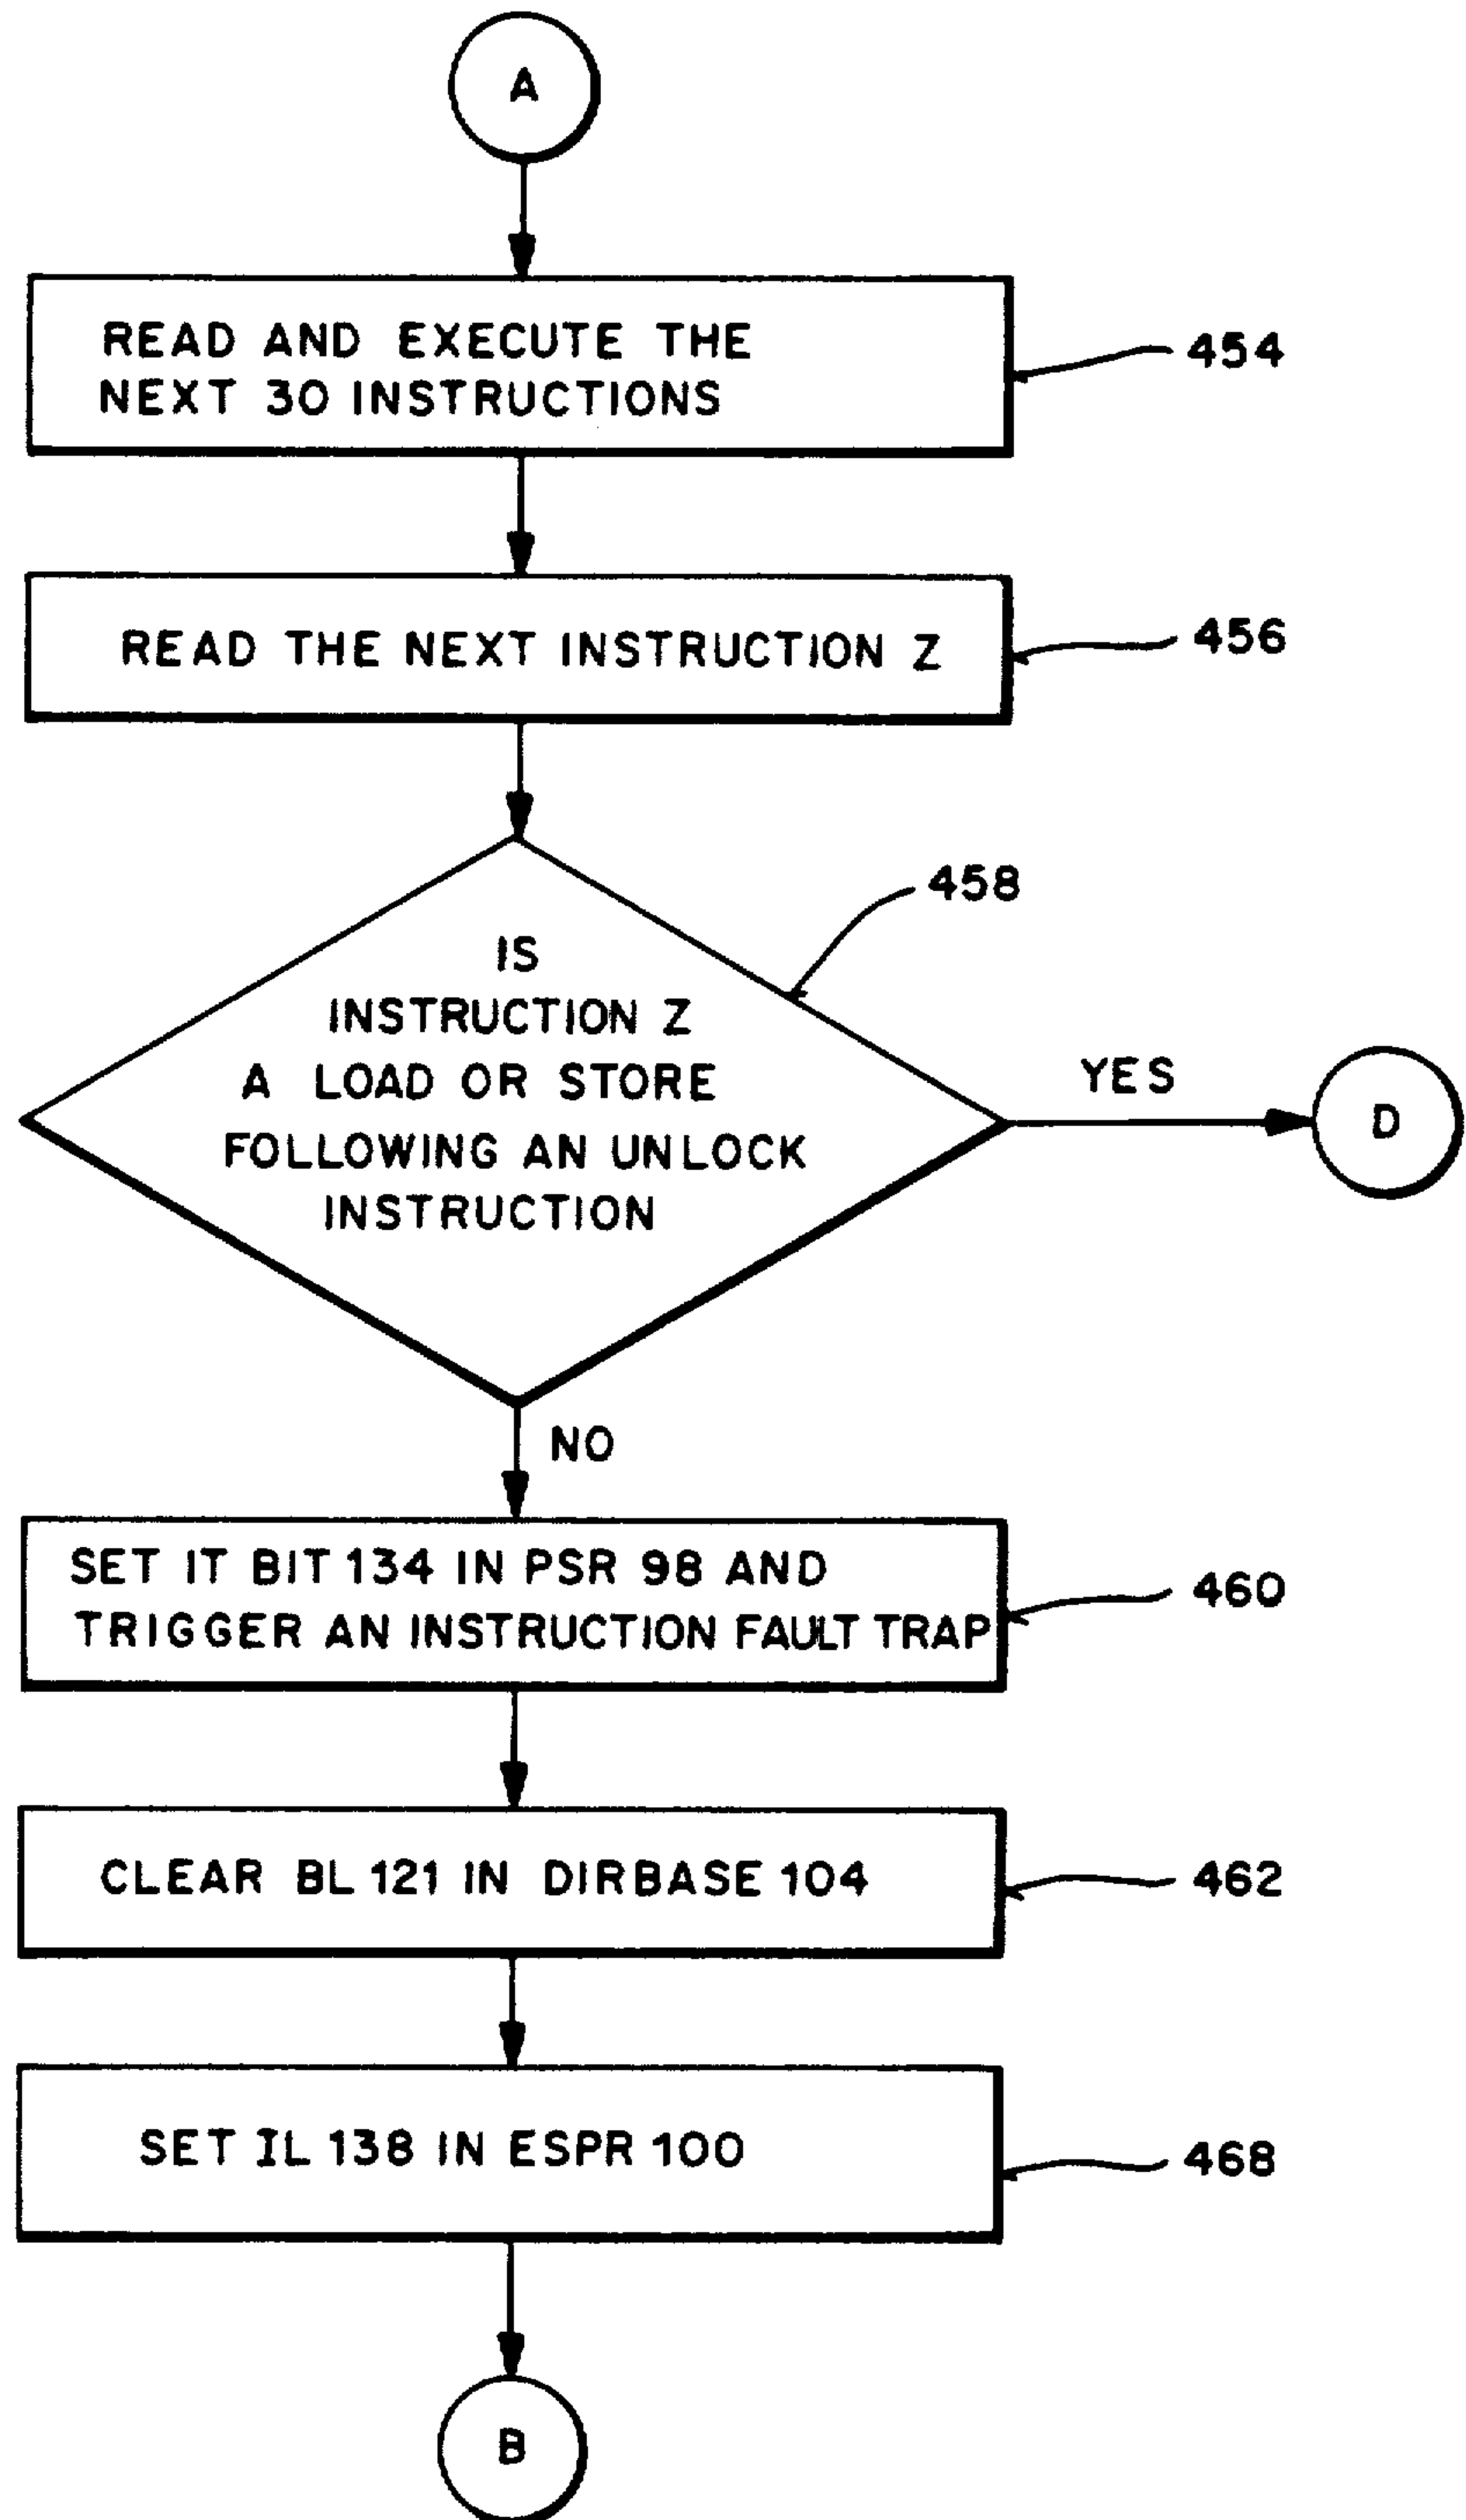 A
READ AND EXECUTE THE
NEXT 30 INSTRUCTIONS
454
READ THE NEXT INSTRUCTION Z
456
458
IS
INSTRUCTION Z
A LOAD OR STORE
FOLLOWING AN UNLOCK
INSTRUCTION
YES
D
NO
SET IT BIT 134 IN PSR 98 AND
TRIGGER AN INSTRUCTION FAULT TRAP
460
CLEAR BL 121 IN DIRBASE 104
462
SET IL 138 IN ESPR 100
468
B